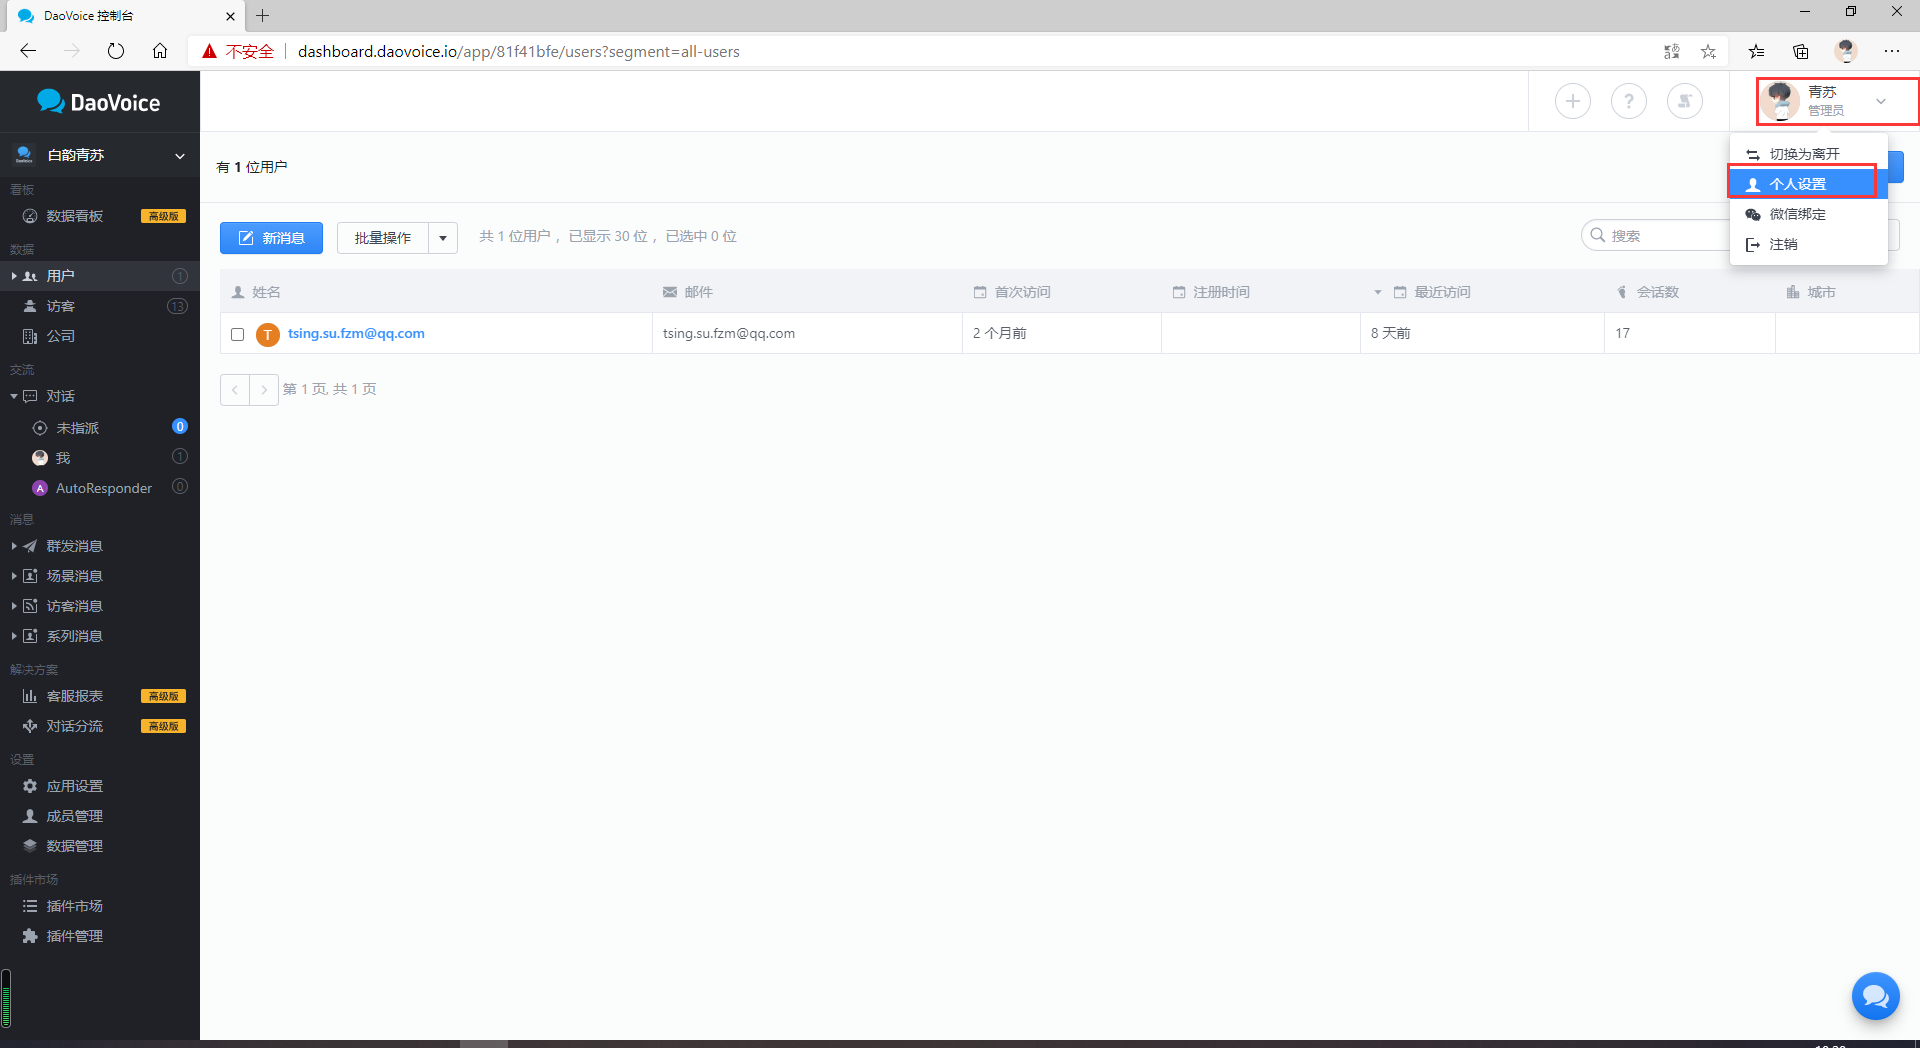 DaoVoice 控制台
不安全
dashboard.daovoice.io/app/81f41bfe/users?segment=all-users
DaoVoice
青苏
管理员
白韵青苏
切换为离开
个人设置
微信绑定
注销
有 1 位用户
看板
数据看板
高级版
数据
用户
1
访客
13
公司
交流
对话
未指派
0
我
1
AutoResponder
0
消息
群发消息
场景消息
访客消息
系列消息
解决方案
客服报表
高级版
对话分流
高级版
设置
应用设置
成员管理
数据管理
插件市场
插件市场
插件管理
新消息
批量操作
共 1 位用户 ，已显示 30 位 ，已选中 0 位
搜索
姓名
邮件
首次访问
注册时间
最近访问
会话数
城市
T
tsing.su.fzm@qq.com
tsing.su.fzm@qq.com
2 个月前
8 天前
17
第 1 页, 共 1 页